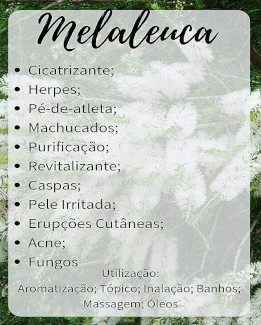 Melaleuca
• Cicatrizante;
• Herpes;
• Pé-de-atleta;
• Machucados;
• Purificação;
• Revitalizante;
• Caspas;
• Pele Irritada;
• Erupções Cutâneas;
• Acne;
• Fungos
Utilização:
Aromatização; Tópico; Inalação; Banhos;
Massagem; Óleos